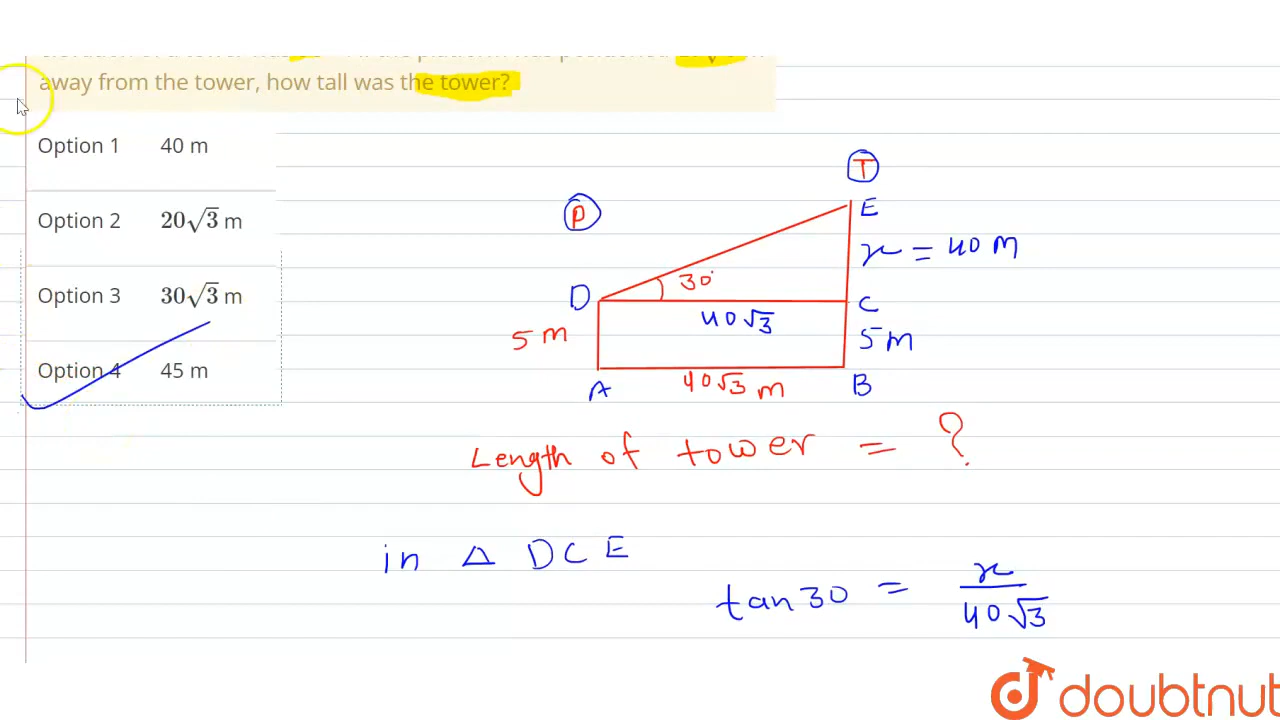 away from the tower, how tall was the tower?
Option 1 40 m
Option 2 20√3 m
Option 3 30√3 m
Option 4 45 m
T
P
E
x = 40 M
30°
D
C
40√3
5 m
5 M
A
40√3 m
B
Length of tower = ?
in △ DCE
tan30 = x/40√3
doubtnut